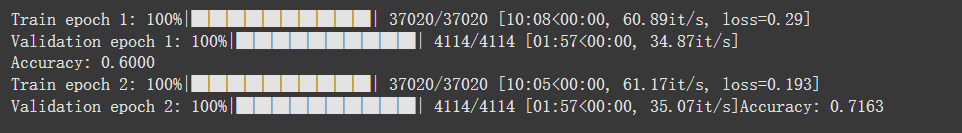 Train epoch 1: 100%|██████████| 37020/37020 [10:08<00:00, 60.89it/s, loss=0.29]
Validation epoch 1: 100%|██████████| 4114/4114 [01:57<00:00, 34.87it/s]
Accuracy: 0.6000
Train epoch 2: 100%|██████████| 37020/37020 [10:05<00:00, 61.17it/s, loss=0.193]
Validation epoch 2: 100%|██████████| 4114/4114 [01:57<00:00, 35.07it/s]Accuracy: 0.7163